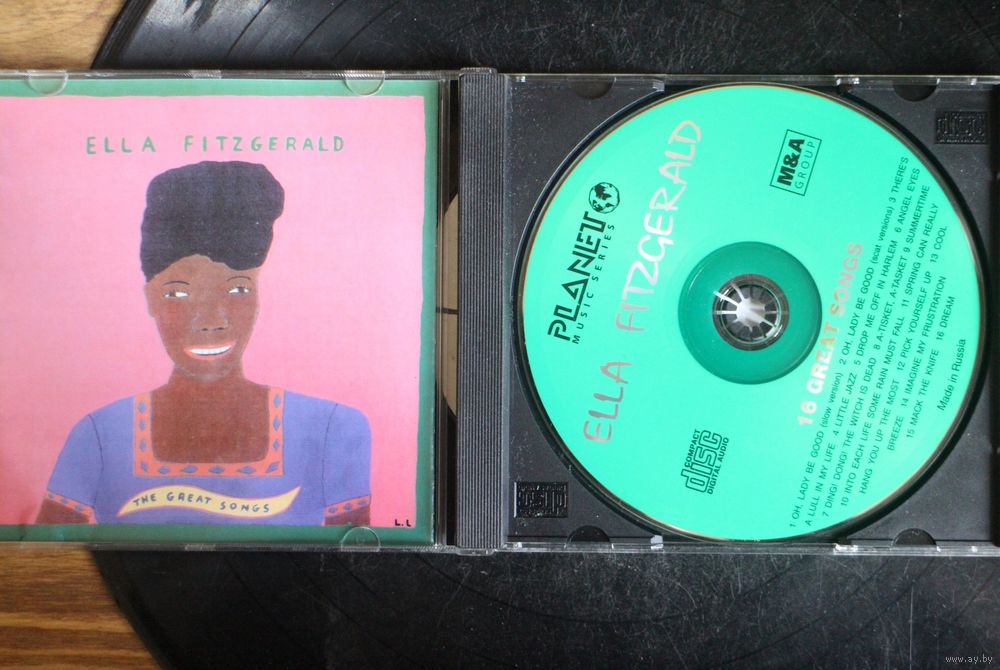 ELLA FITZGERALD
THE GREAT SONGS
L.L
PLANET
MUSIC SERIES
ELLA FITZGERALD
M&A
GROUP
16 GREAT SONGS
1 OH, LADY BE GOOD (slow version) 2 OH, LADY BE GOOD (scat versions) 3 THERE'S
A LULL IN MY LIFE 4 LITTLE JAZZ 5 DROP ME OFF IN HARLEM 6 ANGEL EYES
7 DING! DONG! THE WITCH IS DEAD 8 A-TISKET, A-TASKET 9 SUMMERTIME
10 INTO EACH LIFE SOME RAIN MUST FALL 11 SPRING CAN REALLY
HANG YOU UP THE MOST 12 PICK YOURSELF UP 13 COOL
BREEZE 14 IMAGINE MY FRUSTRATION
15 MACK THE KNIFE 16 DREAM
Made in Russia
COMPACT
disc
DIGITAL AUDIO
www.ay.by